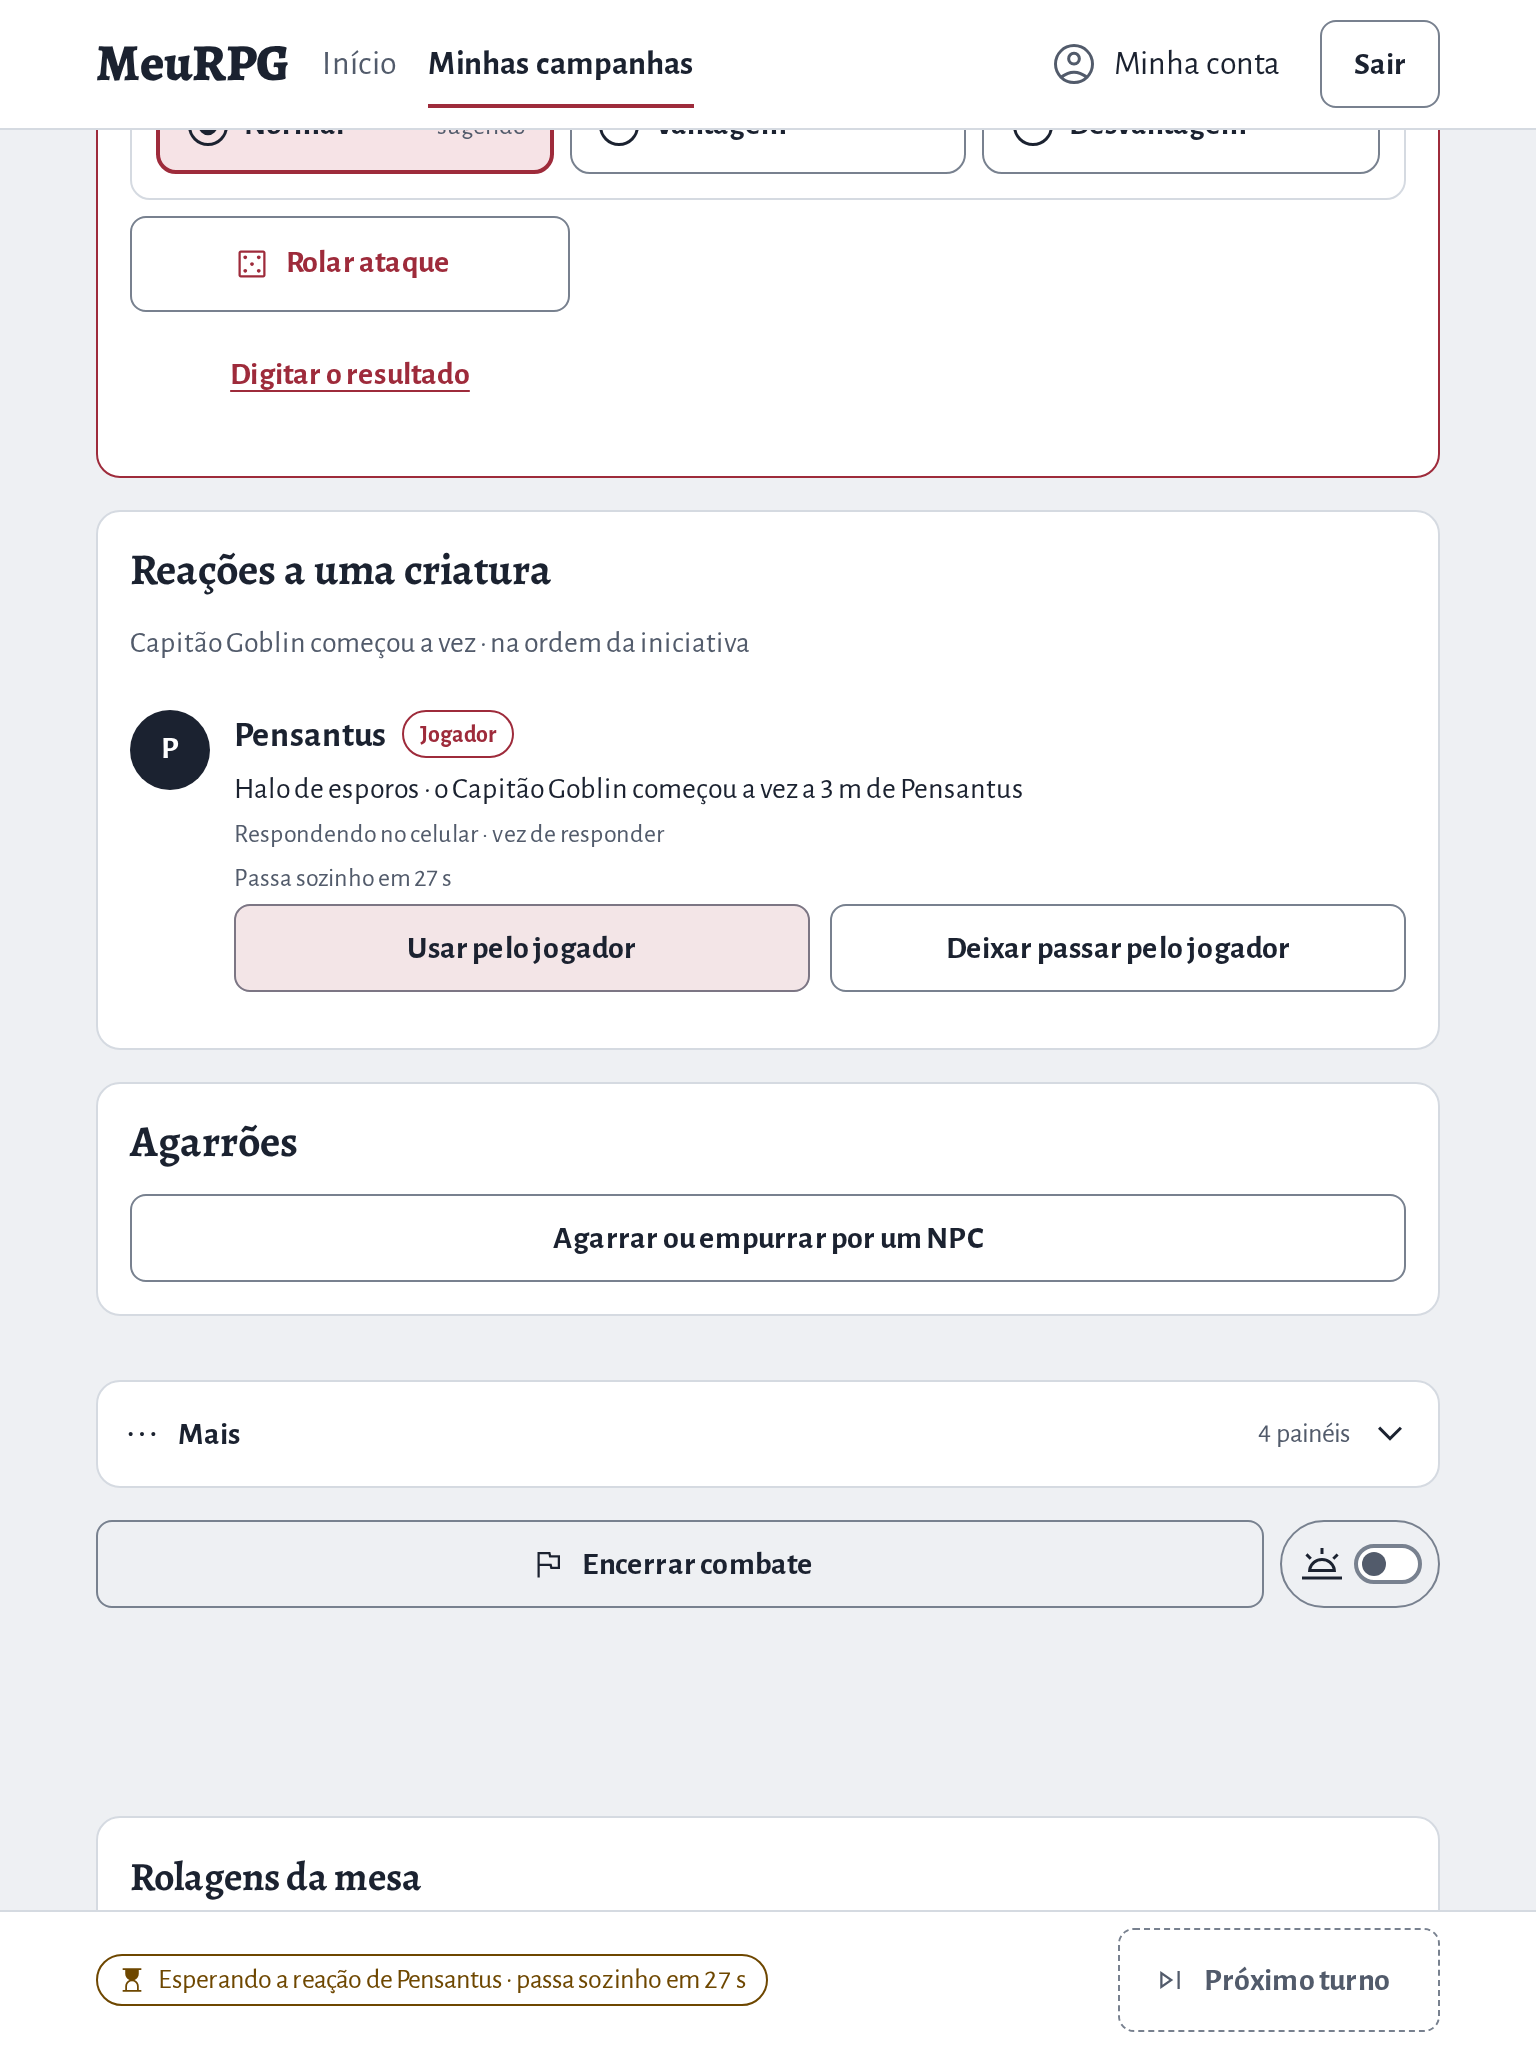 MeuRPG
Início
Minhas campanhas
Minha conta
Sair
Normal
sugerido
Vantagem
Desvantagem
Rolar ataque
Digitar o resultado
Reações a uma criatura
Capitão Goblin começou a vez · na ordem da iniciativa
P
Pensantus
Jogador
Halo de esporos · o Capitão Goblin começou a vez a 3 m de Pensantus
Respondendo no celular · vez de responder
Passa sozinho em 27 s
Usar pelo jogador
Deixar passar pelo jogador
Agarrões
Agarrar ou empurrar por um NPC
Mais
4 painéis
Encerrar combate
Rolagens da mesa
Esperando a reação de Pensantus · passa sozinho em 27 s
Próximo turno